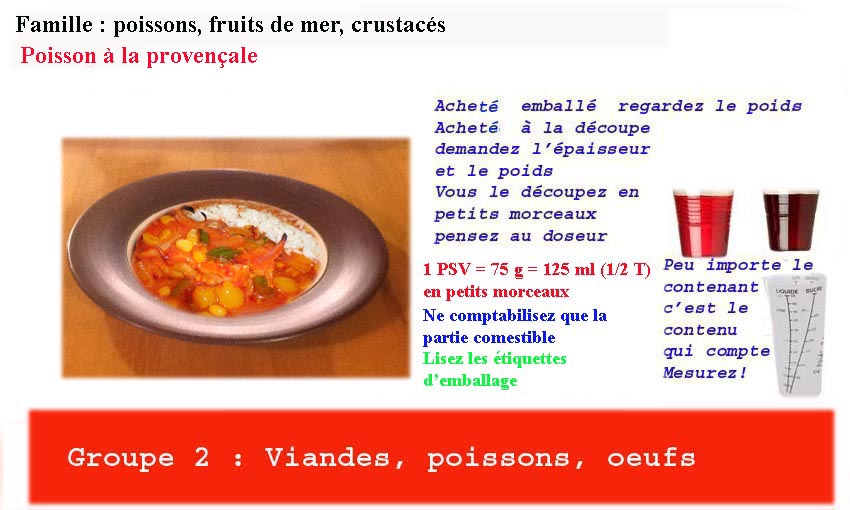 Famille : poissons, fruits de mer, crustacés
Poisson à la provençale
Acheté emballé regardez le poids
Acheté à la découpe
demandez l'épaisseur
et le poids
Vous le découpez en
petits morceaux
pensez au doseur
1 PSV = 75 g = 125 ml (1/2 T)
en petits morceaux
Ne comptabilisez que la
partie comestible
Lisez les étiquettes
d'emballage
Peu importe le
contenant
c'est le
contenu
qui compte
Mesurez!
LIQUIDE SUCRE
Groupe 2 : Viandes, poissons, oeufs